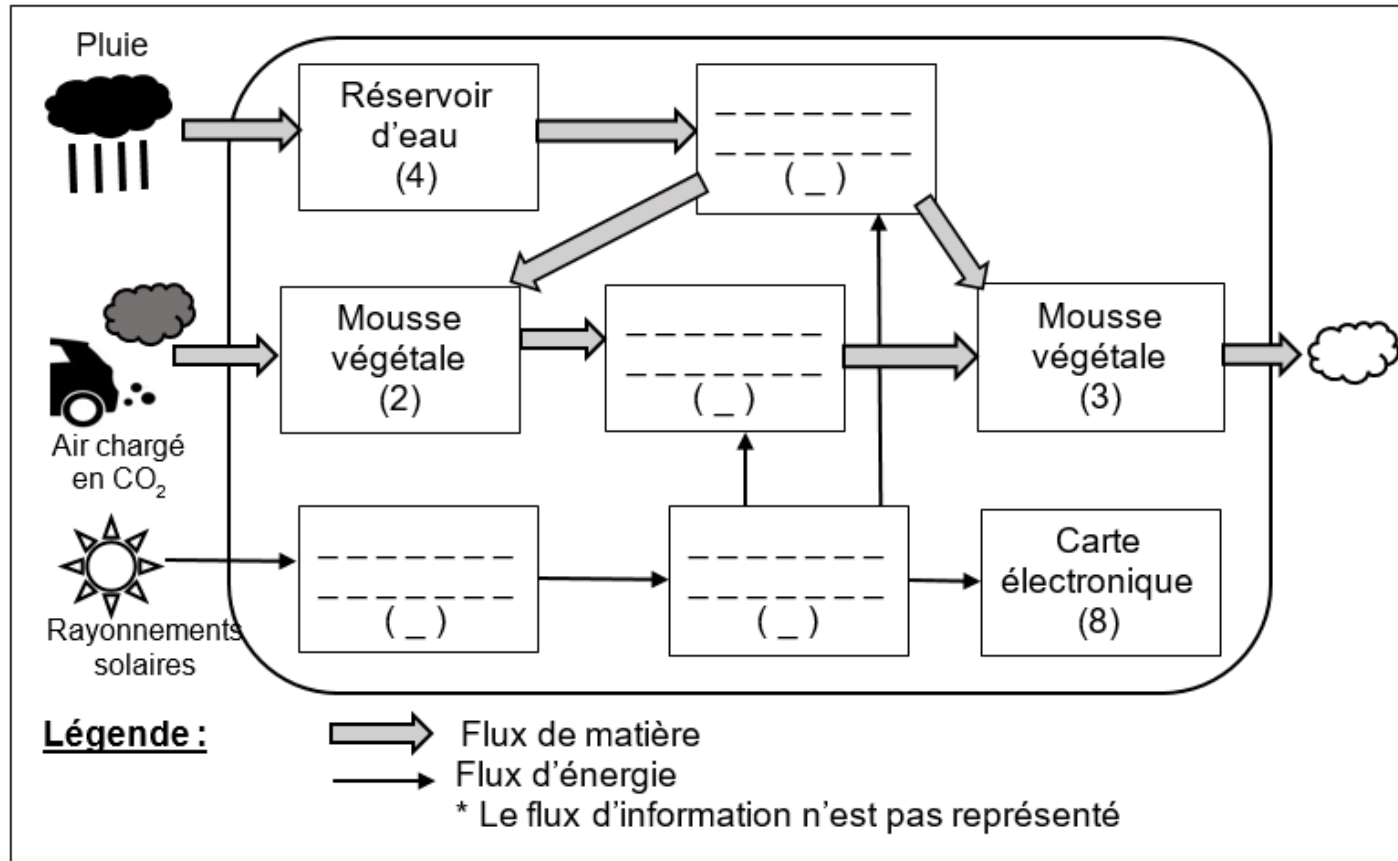 Pluie
Réservoir
d’eau
(4)
_ _ _ _ _ _ _
_ _ _ _ _ _ _
( _ )
Mousse
végétale
(2)
_ _ _ _ _ _ _
_ _ _ _ _ _ _
( _ )
Mousse
végétale
(3)
Air chargé
en CO₂
_ _ _ _ _ _ _
_ _ _ _ _ _ _
( _ )
_ _ _ _ _ _ _
_ _ _ _ _ _ _
( _ )
Carte
électronique
(8)
Rayonnements
solaires
Légende :
Flux de matière
Flux d’énergie
* Le flux d’information n’est pas représenté